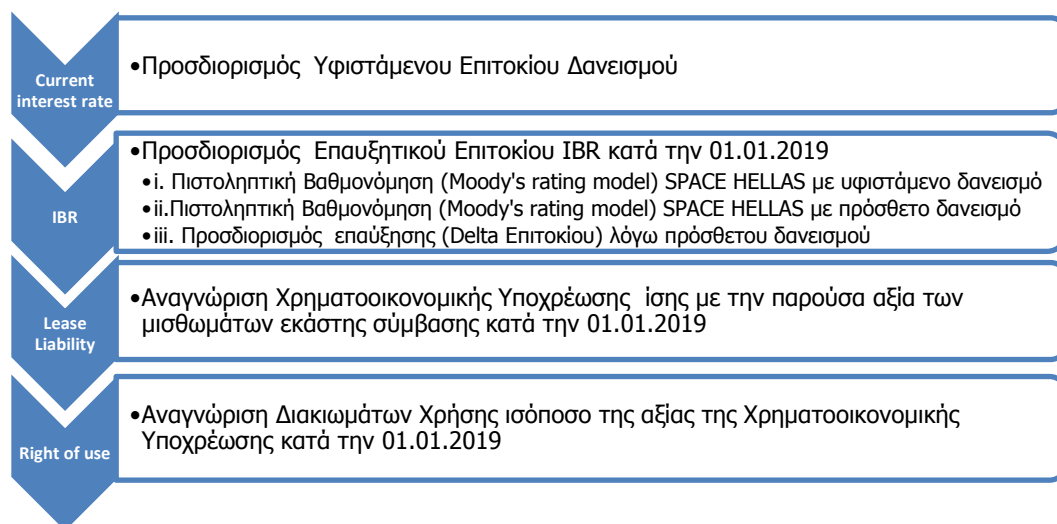 Current
interest rate
•Προσδιορισμός Υφιστάμενου Επιτοκίου Δανεισμού
IBR
•Προσδιορισμός Επαυξητικού Επιτοκίου IBR κατά την 01.01.2019
•i. Πιστοληπτική Βαθμονόμηση (Moody's rating model) SPACE HELLAS με υφιστάμενο δανεισμό
•ii.Πιστοληπτική Βαθμονόμηση (Moody's rating model) SPACE HELLAS με πρόσθετο δανεισμό
•iii. Προσδιορισμός επαύξησης (Delta Επιτοκίου) λόγω πρόσθετου δανεισμού
Lease
Liability
•Αναγνώριση Χρηματοοικονομικής Υποχρέωσης ίσης με την παρούσα αξία των
μισθωμάτων εκάστης σύμβασης κατά την 01.01.2019
Right of use
•Αναγνώριση Διακιωμάτων Χρήσης ισόποσο της αξίας της Χρηματοοικονομικής
Υποχρέωσης κατά την 01.01.2019